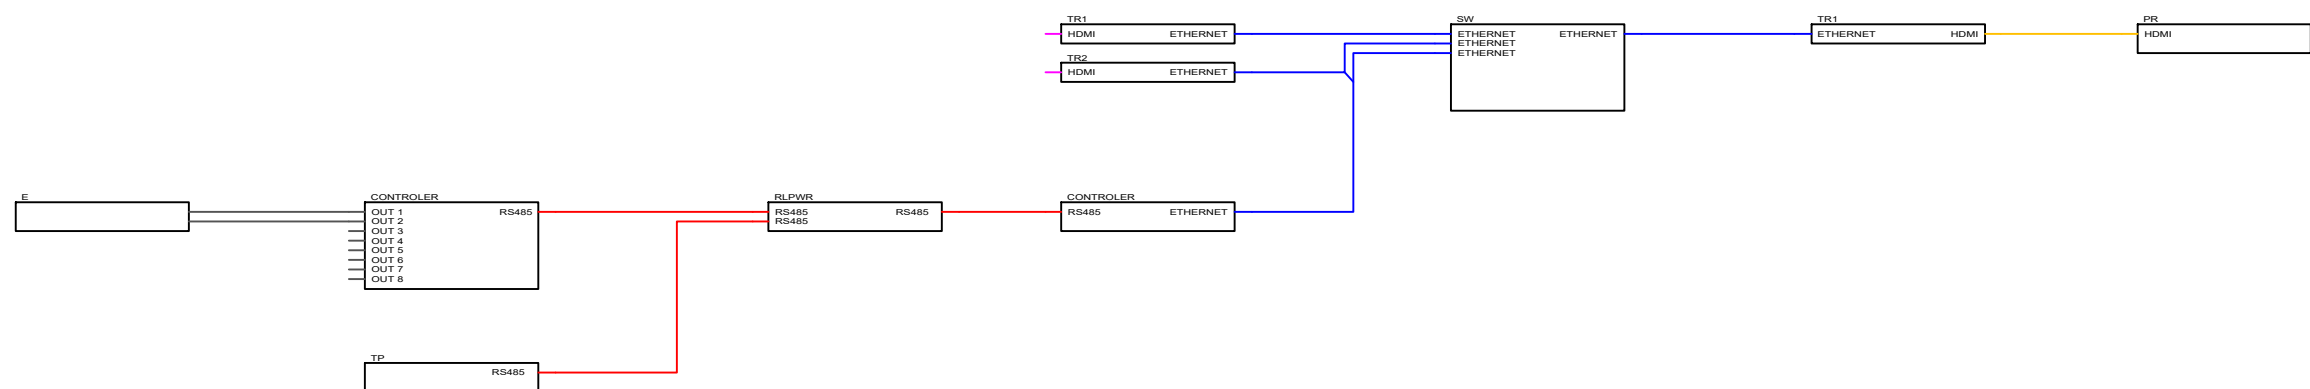 TR1
HDMI ETHERNET
TR2
HDMI ETHERNET
SW
ETHERNET ETHERNET
ETHERNET
ETHERNET
TR1
ETHERNET HDMI
PR
HDMI
E
CONTROLER
OUT 1 RS485
OUT 2
OUT 3
OUT 4
OUT 5
OUT 6
OUT 7
OUT 8
RLPWR
RS485 RS485
RS485
CONTROLER
RS485 ETHERNET
TP
RS485